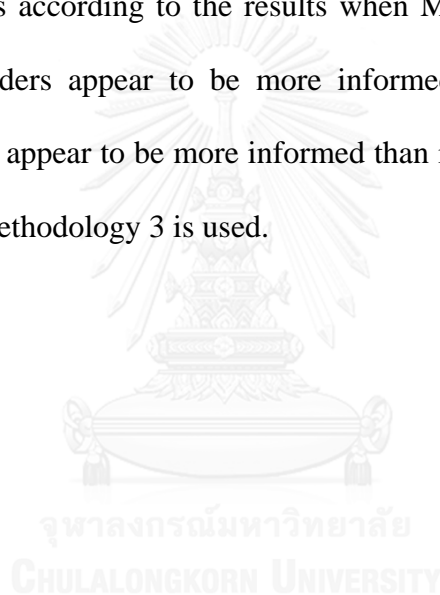 s according to the results when M
ders appear to be more informed
appear to be more informed than
ethodology 3 is used.
จุฬาลงกรณ์มหาวิทยาลัย
CHULALONGKORN UNIVERSITY